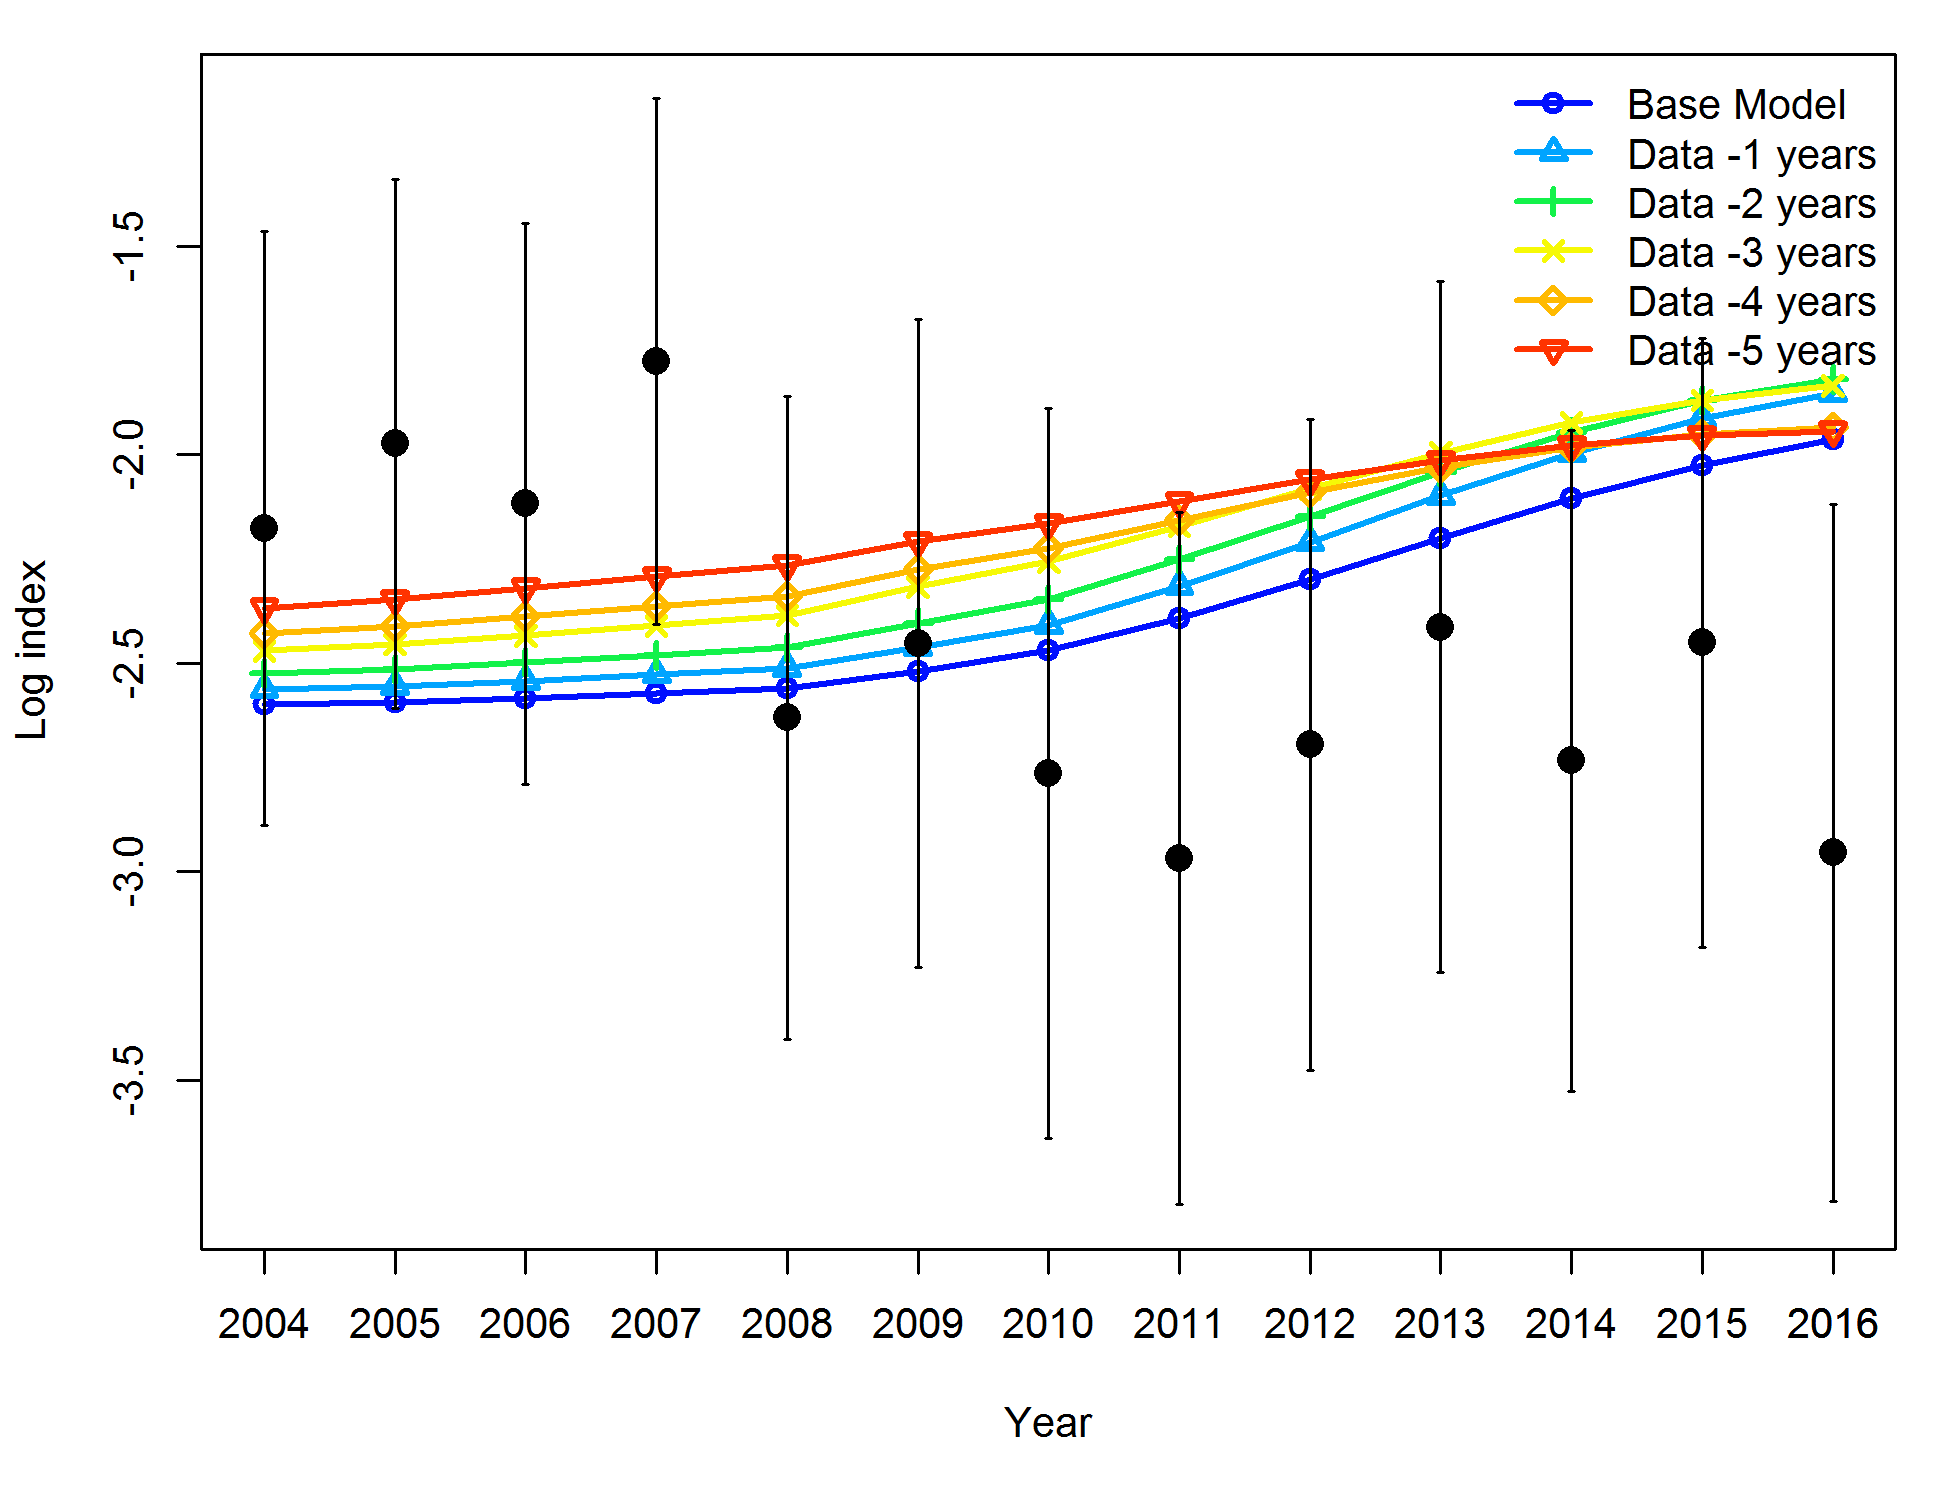 Base Model
Data -1 years
Data -2 years
Data -3 years
Data -4 years
Data -5 years
Log index
-1.5
-2.0
-2.5
-3.0
-3.5
2004 2005 2006 2007 2008 2009 2010 2011 2012 2013 2014 2015 2016
Year